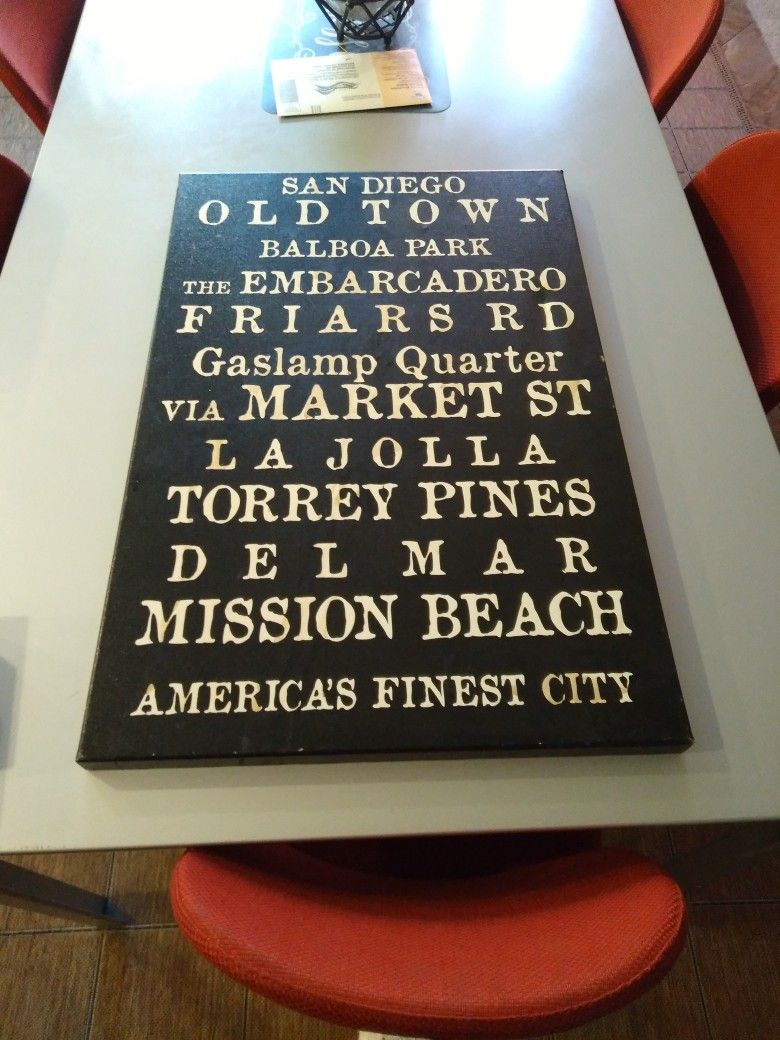 SAN DIEGO
OLD TOWN
BALBOA PARK
THE EMBARCADERO
FRIARS RD
Gaslamp Quarter
VIA MARKET ST
LA JOLLA
TORREY PINES
DEL MAR
MISSION BEACH
AMERICA'S FINEST CITY